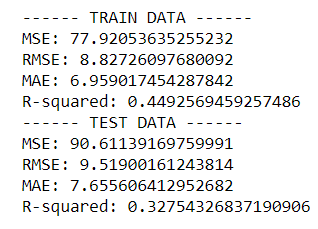 ------ TRAIN DATA ------
MSE: 77.92053635255232
RMSE: 8.82726097680092
MAE: 6.959017454287842
R-squared: 0.4492569459257486
------ TEST DATA ------
MSE: 90.61139169759991
RMSE: 9.51900161243814
MAE: 7.655606412952682
R-squared: 0.32754326837190906